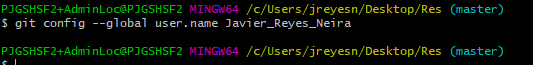 PJGSHSF2+AdminLoc@PJGSHSF2 MINGW64 /c/Users/jreyesn/Desktop/Res (master)
$ git config --global user.name Javier_Reyes_Neira
PJGSHSF2+AdminLoc@PJGSHSF2 MINGW64 /c/Users/jreyesn/Desktop/Res (master)
$